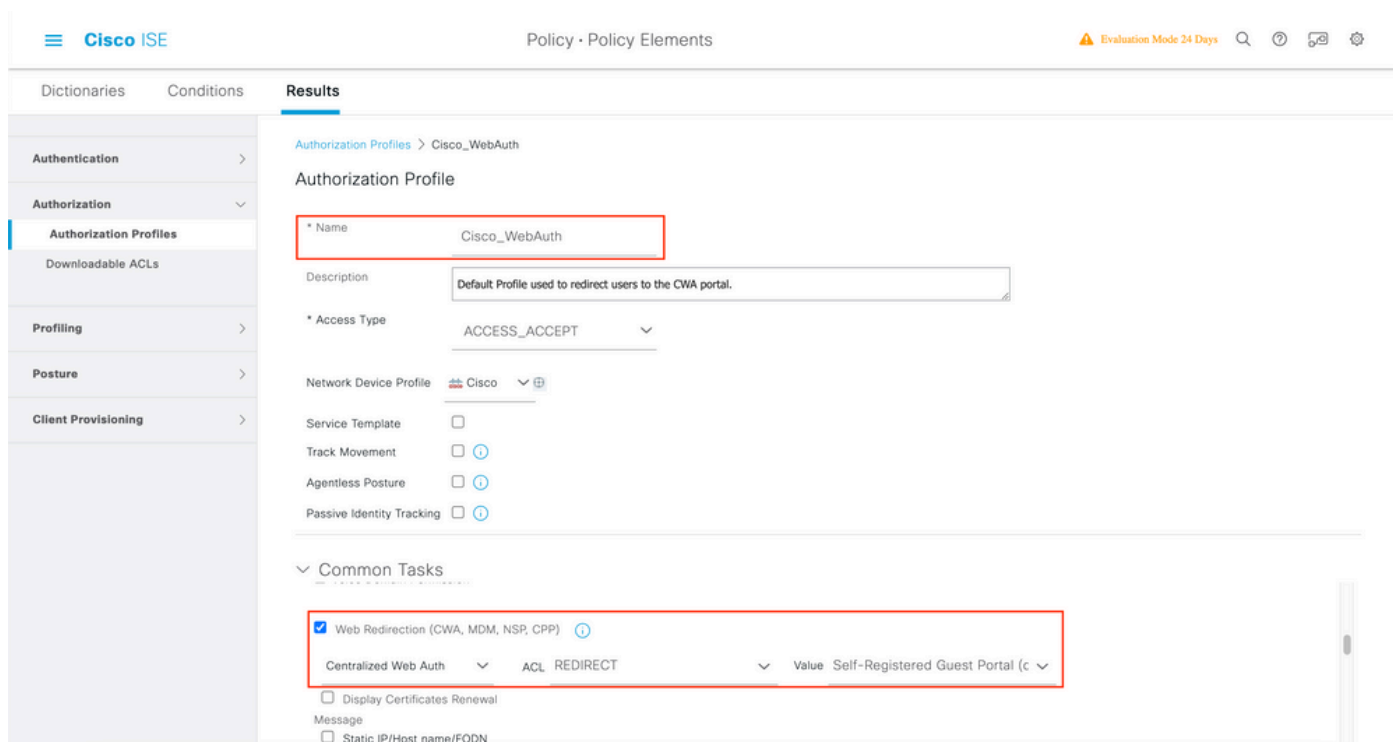 Cisco ISE
Policy · Policy Elements
Evaluation Mode 24 Days
Dictionaries Conditions Results
Authentication
Authorization
Authorization Profiles
Downloadable ACLs
Profiling
Posture
Client Provisioning
Authorization Profiles > Cisco_WebAuth
Authorization Profile
* Name Cisco_WebAuth
Description Default Profile used to redirect users to the CWA portal.
* Access Type ACCESS_ACCEPT
Network Device Profile Cisco
Service Template
Track Movement
Agentless Posture
Passive Identity Tracking
Common Tasks
Web Redirection (CWA, MDM, NSP, CPP)
Centralized Web Auth ACL REDIRECT Value Self-Registered Guest Portal (c
Display Certificates Renewal
Message
Static IP/Host name/FQDN